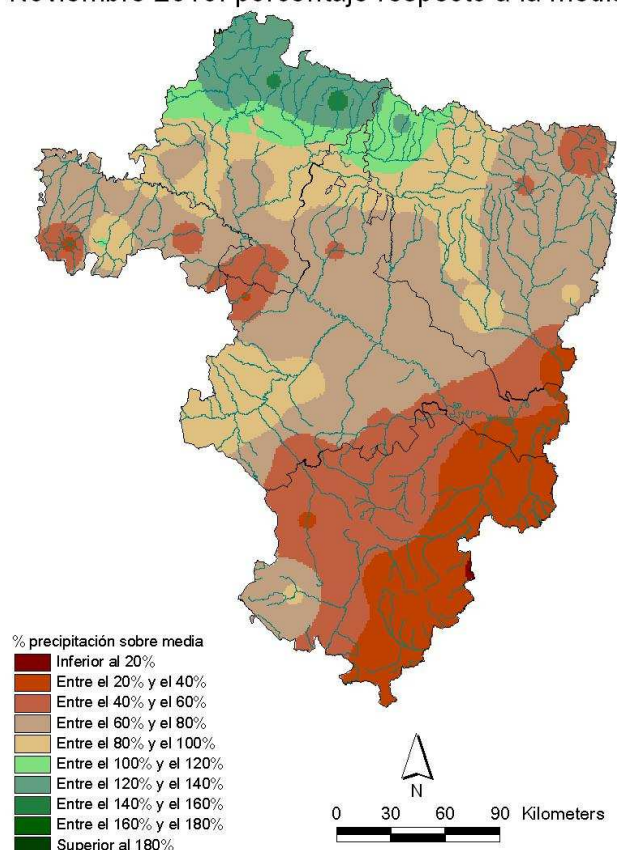 Noviembre 2015: porcentaje respecto a la media
% precipitación sobre media
Inferior al 20%
Entre el 20% y el 40%
Entre el 40% y el 60%
Entre el 60% y el 80%
Entre el 80% y el 100%
Entre el 100% y el 120%
Entre el 120% y el 140%
Entre el 140% y el 160%
Entre el 160% y el 180%
Superior al 180%
N
0 30 60 90 Kilometers